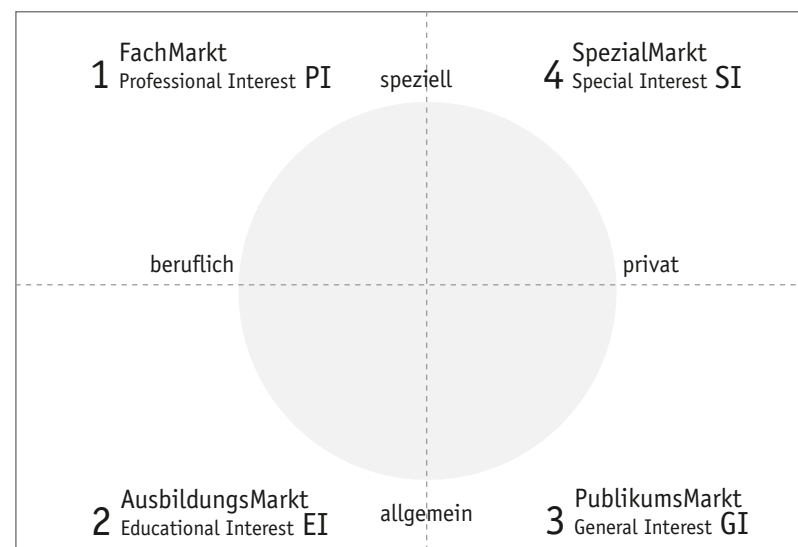 1 FachMarkt
Professional Interest PI
speziell
4 SpezialMarkt
Special Interest SI
beruflich
privat
2 AusbildungsMarkt
Educational Interest EI
allgemein
3 PublikumsMarkt
General Interest GI